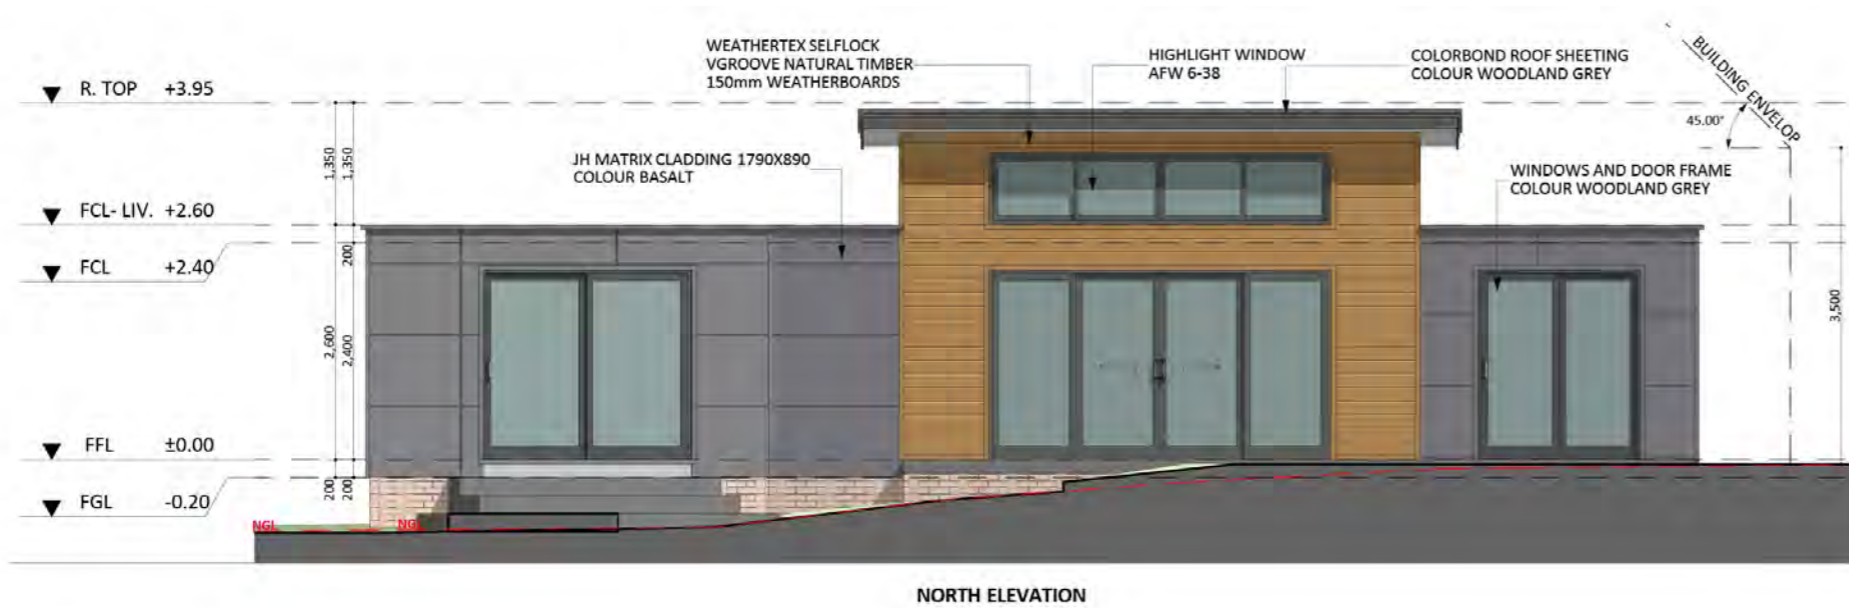 WEATHERTEX SELFLOCK
VGROOVE NATURAL TIMBER
150mm WEATHERBOARDS
HIGHLIGHT WINDOW
AFW 6-38
COLORBOND ROOF SHEETING
COLOUR WOODLAND GREY
BUILDING ENVELOP
45.00°
R. TOP +3.95
JH MATRIX CLADDING 1790X890
COLOUR BASALT
WINDOWS AND DOOR FRAME
COLOUR WOODLAND GREY
1,350
1,350
FCL- LIV. +2.60
FCL +2.40
200
2,600
2,400
3,500
FFL ±0.00
200
200
FGL -0.20
NGL
NGL
NORTH ELEVATION